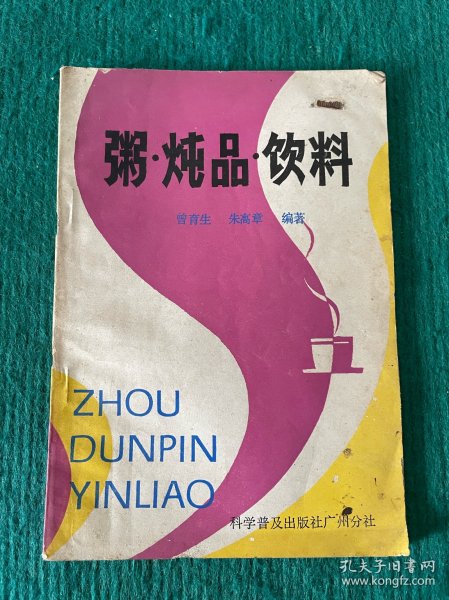 粥·炖品·饮料
曾育生 朱高章 编著
ZHOU
DUNPIN
YINLIAO
科学普及出版社广州分社
孔夫子旧书网
www.kongfz.com